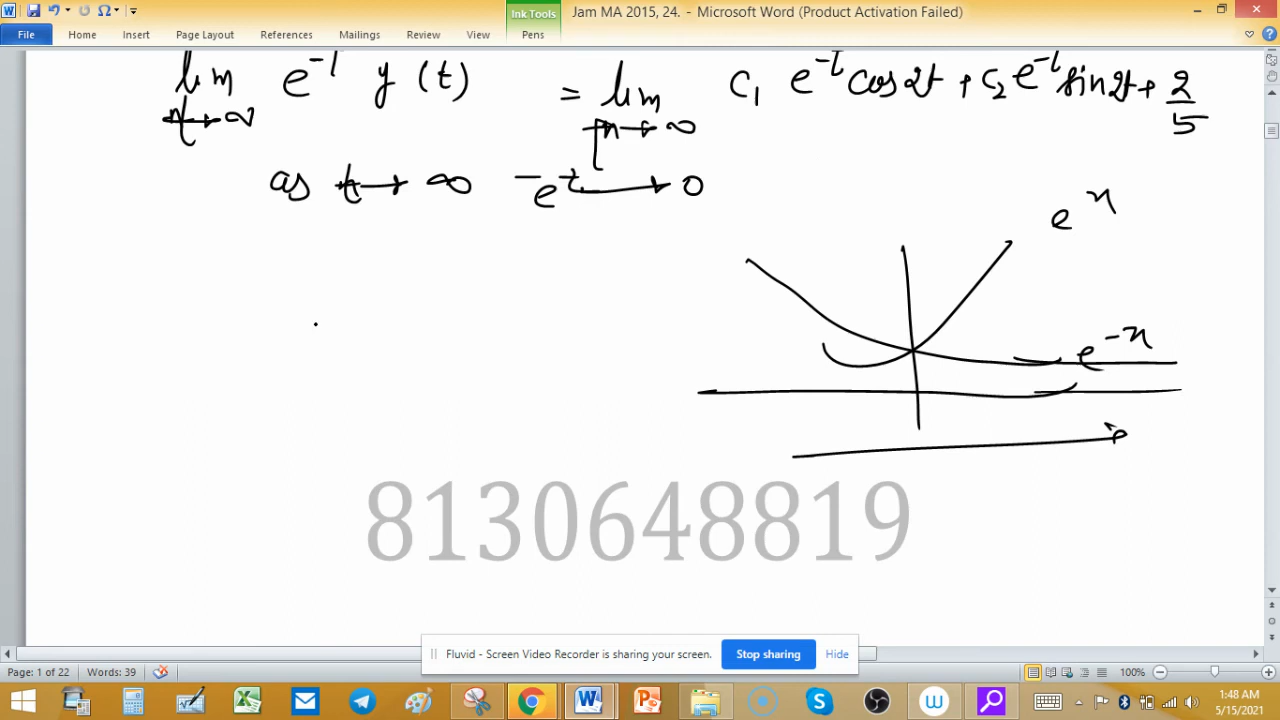 Ink Tools
Jam MA 2015, 24. - Microsoft Word (Product Activation Failed)
File Home Insert Page Layout References Mailings Review View Pens
lim e^-t y (t) = lim c1 e^-t cos2t + c2 e^-t sin2t + 2/5
t→∞ t→∞
as t → ∞ e^-t → 0
e^x
e^-x
8130648819
Fluvid - Screen Video Recorder is sharing your screen. Stop sharing Hide
Page: 1 of 22 Words: 39 100%
1:48 AM
5/15/2021